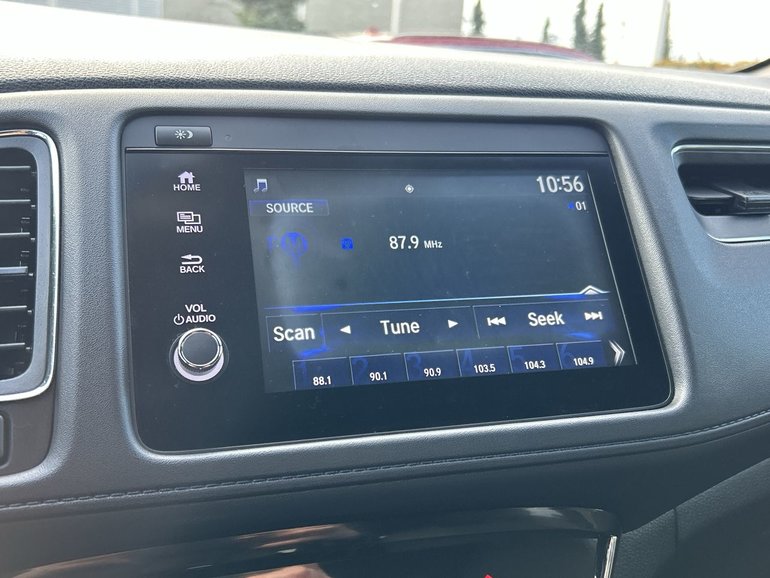 HOME
MENU
BACK
VOL
AUDIO
10:56
SOURCE
01
87.9 MHz
Scan Tune Seek
88.1 90.1 90.9 103.5 104.3 104.9